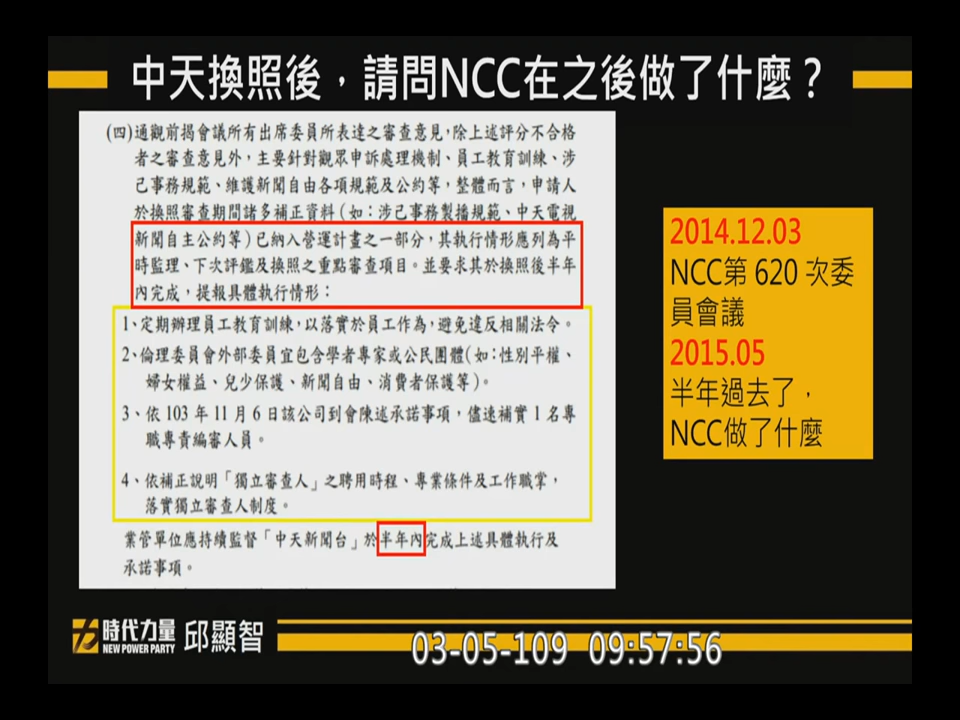 中天換照後，請問NCC在之後做了什麼？
(四)通觀前揭會議所有出席委員所表達之審查意見，除上述評分不合格
者之審查意見外，主要針對觀眾申訴處理機制、員工教育訓練、涉
己事務規範、維護新聞自由各項規範及公約等，整體而言，申請人
於換照審查期間諸多補正資料（如：涉己事務製播規範、中天電視
新聞自主公約等）已納入營運計畫之一部分，其執行情形應列為平
時監理、下次評鑑及換照之重點審查項目。並要求其於換照後半年
內完成，提報具體執行情形：
1、定期辦理員工教育訓練，以落實於員工作為，避免違反相關法令。
2、倫理委員會外部委員宜包含學者專家或公民團體（如：性別平權、
婦女權益、兒少保護、新聞自由、消費者保護等）。
3、依 103 年 11 月 6 日該公司到會陳述承諾事項，儘速補實 1 名專
職專責編審人員。
4、依補正說明「獨立審查人」之聘用時程、專業條件及工作職掌，
落實獨立審查人制度。
業管單位應持續監督「中天新聞台」於半年內完成上述具體執行及
承諾事項。
2014.12.03
NCC第 620 次委
員會議
2015.05
半年過去了，
NCC做了什麼
時代力量
NEW POWER PARTY
邱顯智
03-05-109 09:57:56